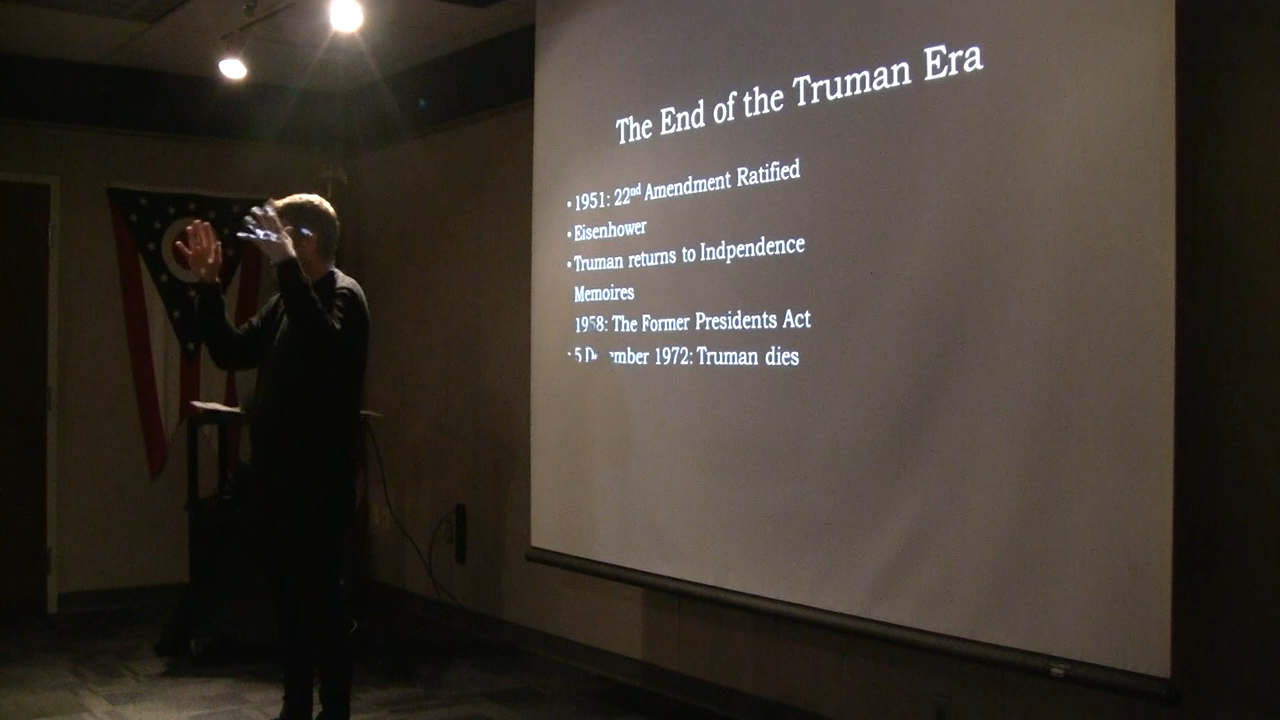 The End of the Truman Era
• 1951: 22nd Amendment Ratified
• Eisenhower
• Truman returns to Indpendence
Memoires
1958: The Former Presidents Act
• 5 mber 1972: Truman dies